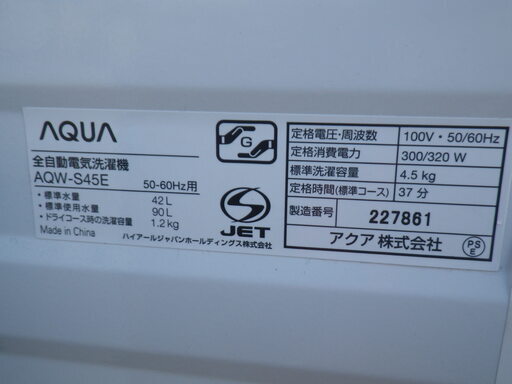 AQUA
全自動電気洗濯機
AQW-S45E 50-60Hz用
・標準水量 42L
・標準使用水量 90L
・ドライコース時の洗濯容量 1.2kg
Made in China
ハイアールジャパンホールディングス株式会社
G
S
JET
定格電圧・周波数 100V・50/60Hz
定格消費電力 300/320 W
標準洗濯容量 4.5 kg
定格時間(標準コース) 37 分
製造番号 227861
アクア 株式会社
PS
E